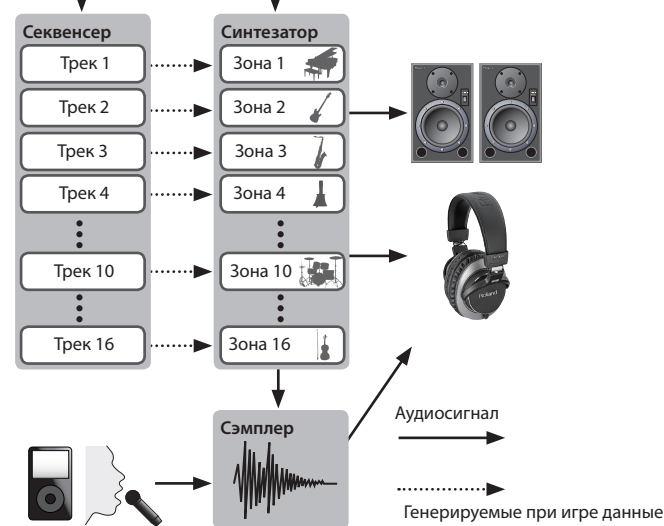 Секвенсер
Синтезатор
Трек 1
Зона 1
Трек 2
Зона 2
Трек 3
Зона 3
Трек 4
Зона 4
Трек 10
Зона 10
Трек 16
Зона 16
Сэмплер
Roland
Аудиосигнал
Генерируемые при игре данные